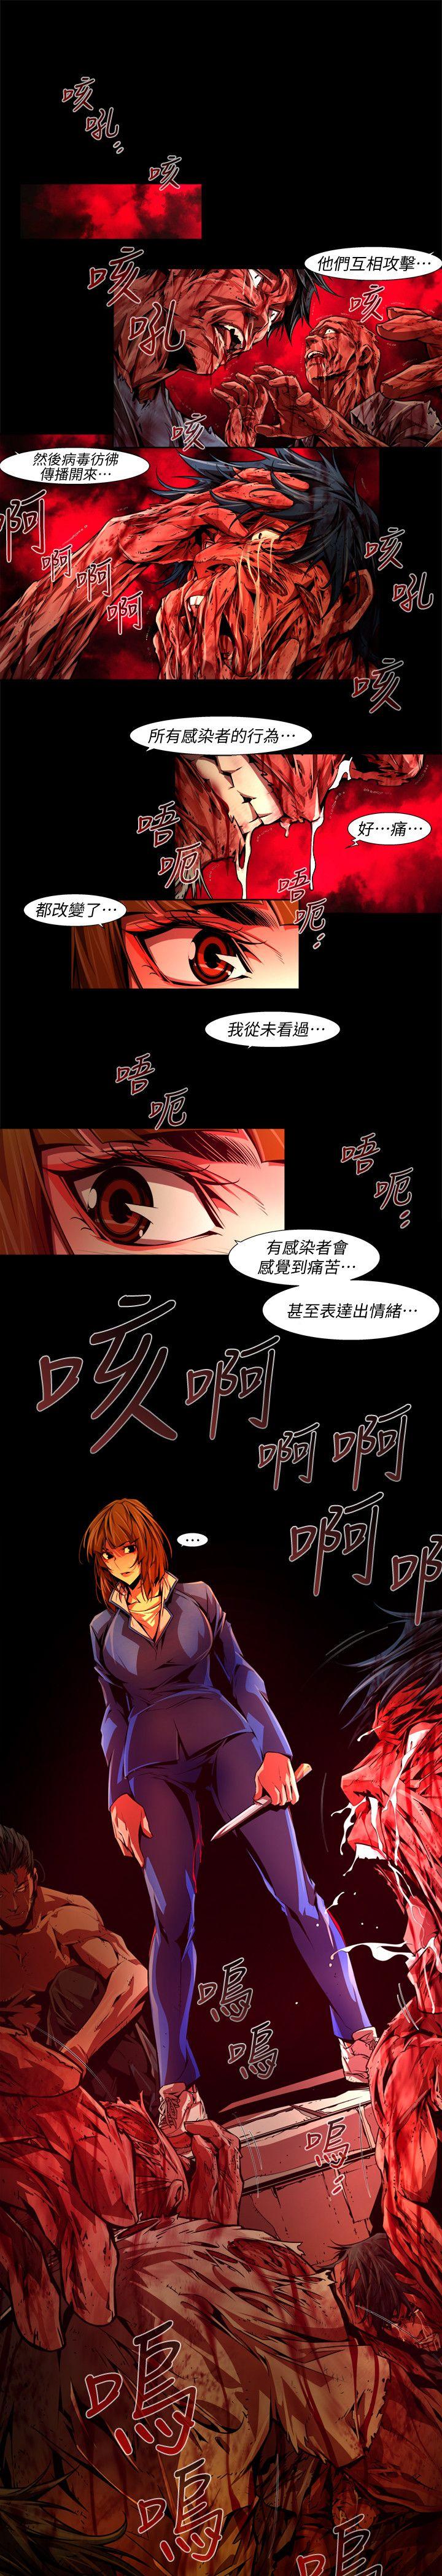 咳
吼··
咳
他們互相攻擊⋯
咳
咳
吼
咳
然後病毒彷彿
傳播開來⋯
啊
啊
啊
啊
咳
吼
咳
所有感染者的行為⋯
唔
呃
好⋯痛⋯
唔
呃··
都改變了⋯
我從未看過⋯
唔
呃
唔
呃··
有感染者會
感覺到痛苦⋯
甚至表達出情緒⋯
咳
啊
啊
啊
啊
啊
⋯
嗚
嗚
嗚··
嗚
嗚